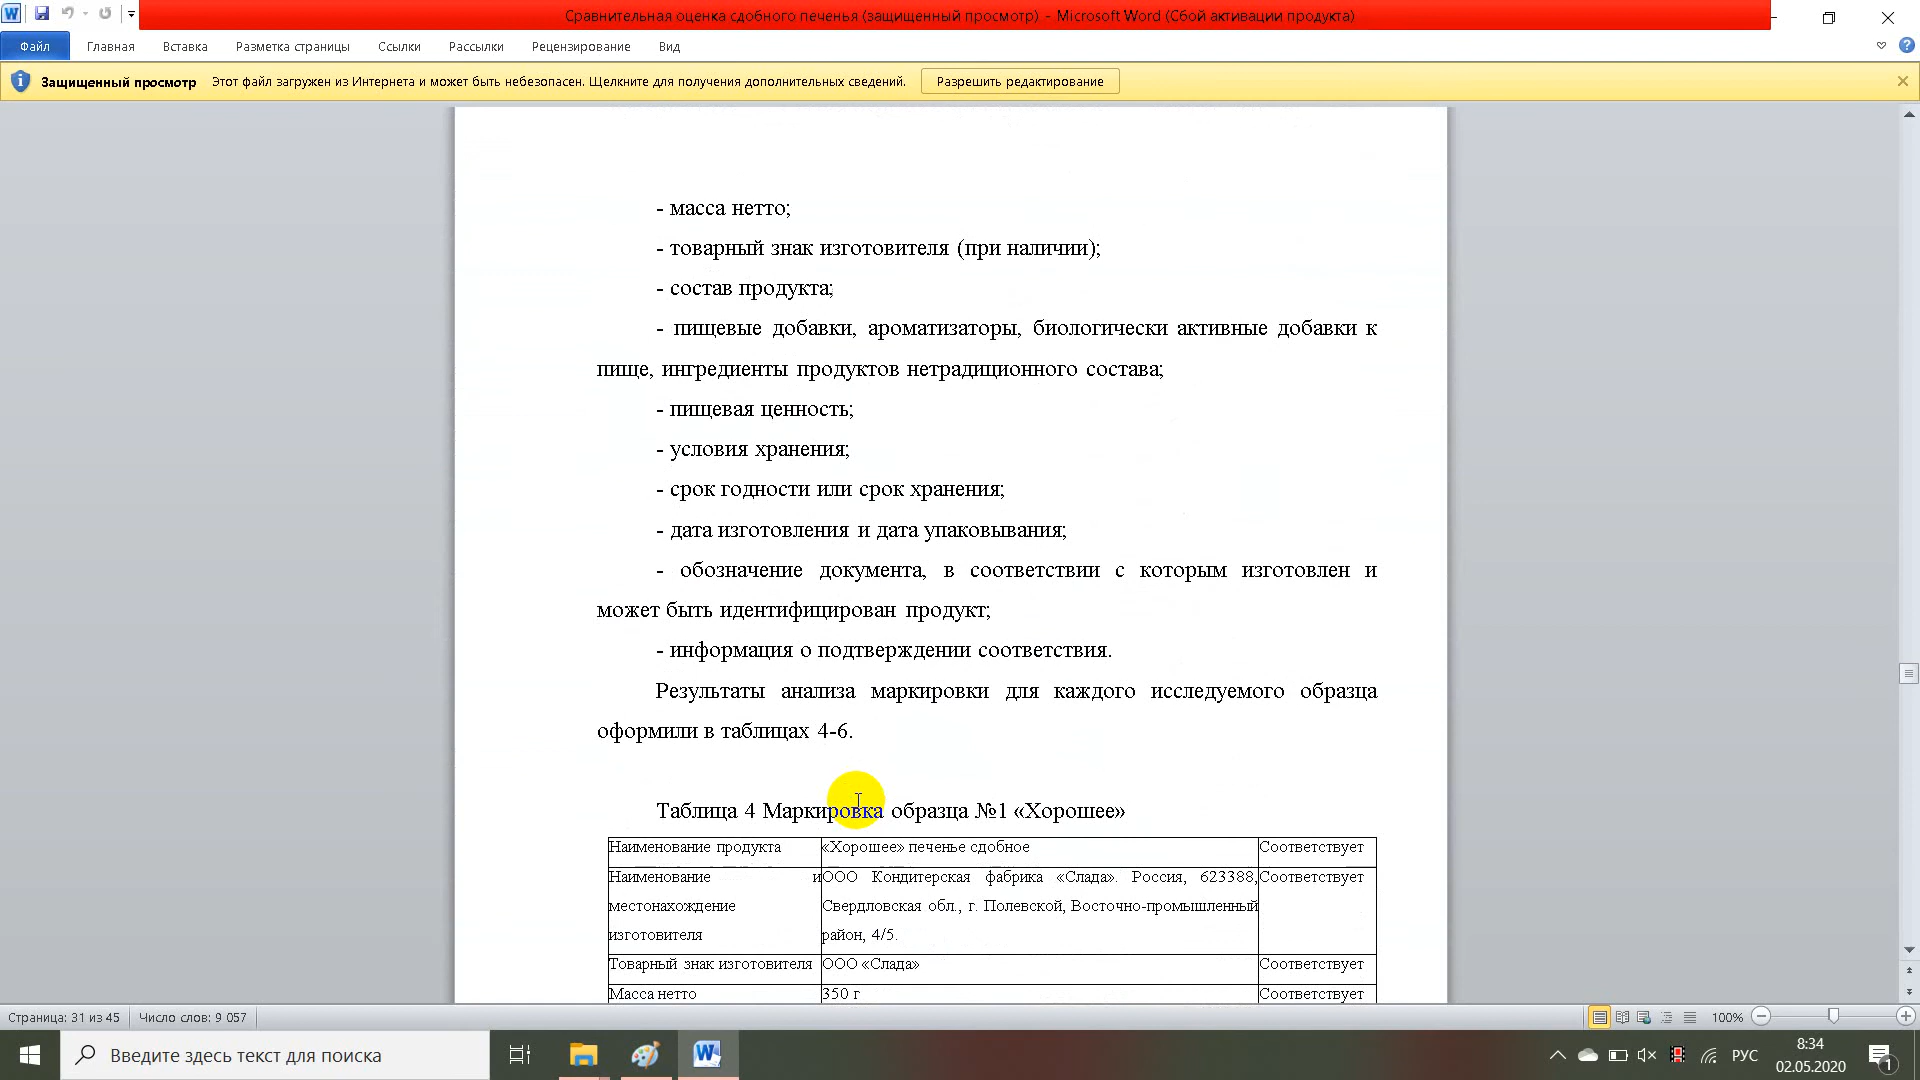 Сравнительная оценка сдобного печенья (защищенный просмотр) - Microsoft Word (Сбой активации продукта)
Файл Главная Вставка Разметка страницы Ссылки Рассылки Рецензирование Вид
Защищенный просмотр Этот файл загружен из Интернета и может быть небезопасен. Щелкните для получения дополнительных сведений. Разрешить редактирование
- масса нетто;
- товарный знак изготовителя (при наличии);
- состав продукта;
- пищевые добавки, ароматизаторы, биологически активные добавки к
пище, ингредиенты продуктов нетрадиционного состава;
- пищевая ценность;
- условия хранения;
- срок годности или срок хранения;
- дата изготовления и дата упаковывания;
- обозначение документа, в соответствии с которым изготовлен и
может быть идентифицирован продукт;
- информация о подтверждении соответствия.
Результаты анализа маркировки для каждого исследуемого образца
оформили в таблицах 4-6.
Таблица 4 Маркировка образца №1 «Хорошее»
Наименование продукта «Хорошее» печенье сдобное Соответствует
Наименование и ООО Кондитерская фабрика «Слада». Россия, 623388, Соответствует
местонахождение Свердловская обл., г. Полевской, Восточно-промышленный
изготовителя район, 4/5.
Товарный знак изготовителя ООО «Слада» Соответствует
Масса нетто 350 г Соответствует
Страница: 31 из 45 Число слов: 9 057 100%
Введите здесь текст для поиска РУС 8:34
02.05.2020 1